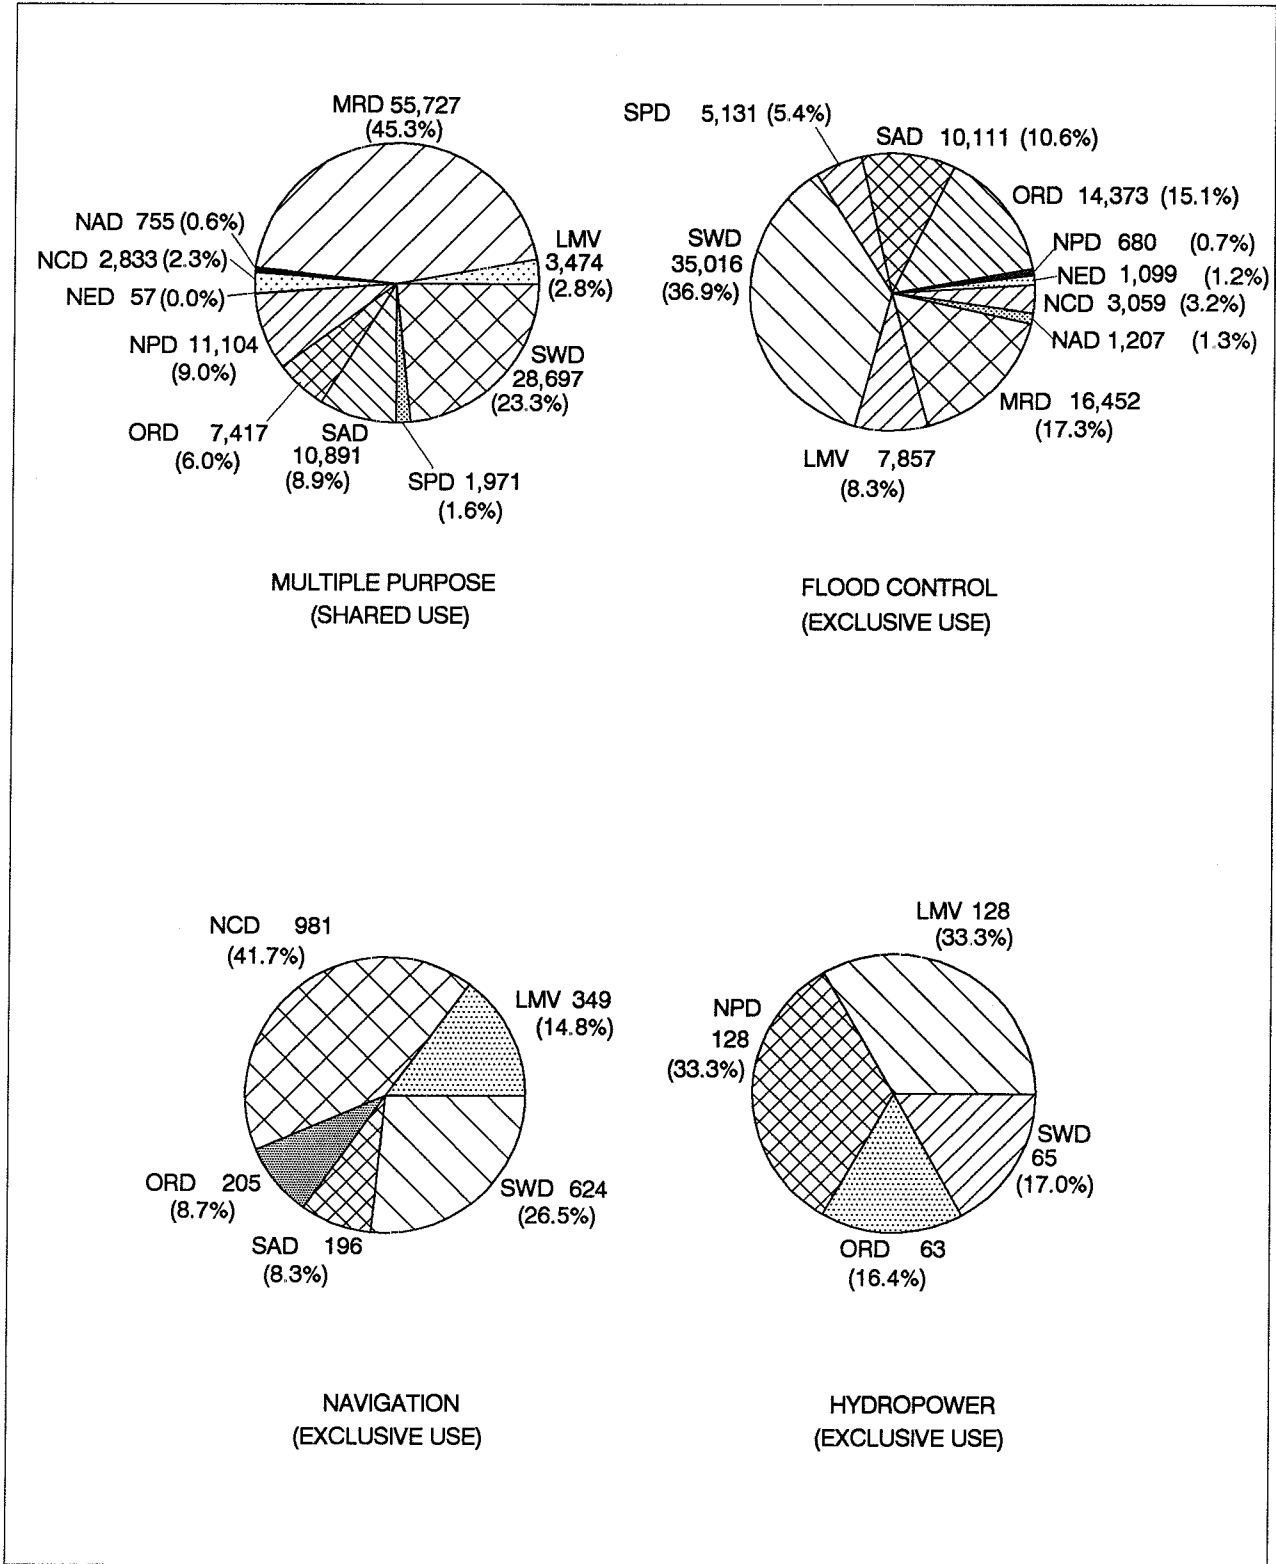 MRD 55,727
(45.3%)
NAD 755 (0.6%)
NCD 2,833 (2.3%)
NED 57 (0.0%)
NPD 11,104
(9.0%)
ORD 7,417
(6.0%)
SAD
10,891
(8.9%)
SPD 1,971
(1.6%)
SWD
28,697
(23.3%)
LMV
3,474
(2.8%)
MULTIPLE PURPOSE
(SHARED USE)
SPD 5,131 (5.4%)
SAD 10,111 (10.6%)
ORD 14,373 (15.1%)
NPD 680 (0.7%)
NED 1,099 (1.2%)
NCD 3,059 (3.2%)
NAD 1,207 (1.3%)
MRD 16,452
(17.3%)
LMV 7,857
(8.3%)
SWD
35,016
(36.9%)
FLOOD CONTROL
(EXCLUSIVE USE)
NCD 981
(41.7%)
LMV 349
(14.8%)
SWD 624
(26.5%)
SAD 196
(8.3%)
ORD 205
(8.7%)
NAVIGATION
(EXCLUSIVE USE)
LMV 128
(33.3%)
NPD
128
(33.3%)
SWD
65
(17.0%)
ORD 63
(16.4%)
HYDROPOWER
(EXCLUSIVE USE)